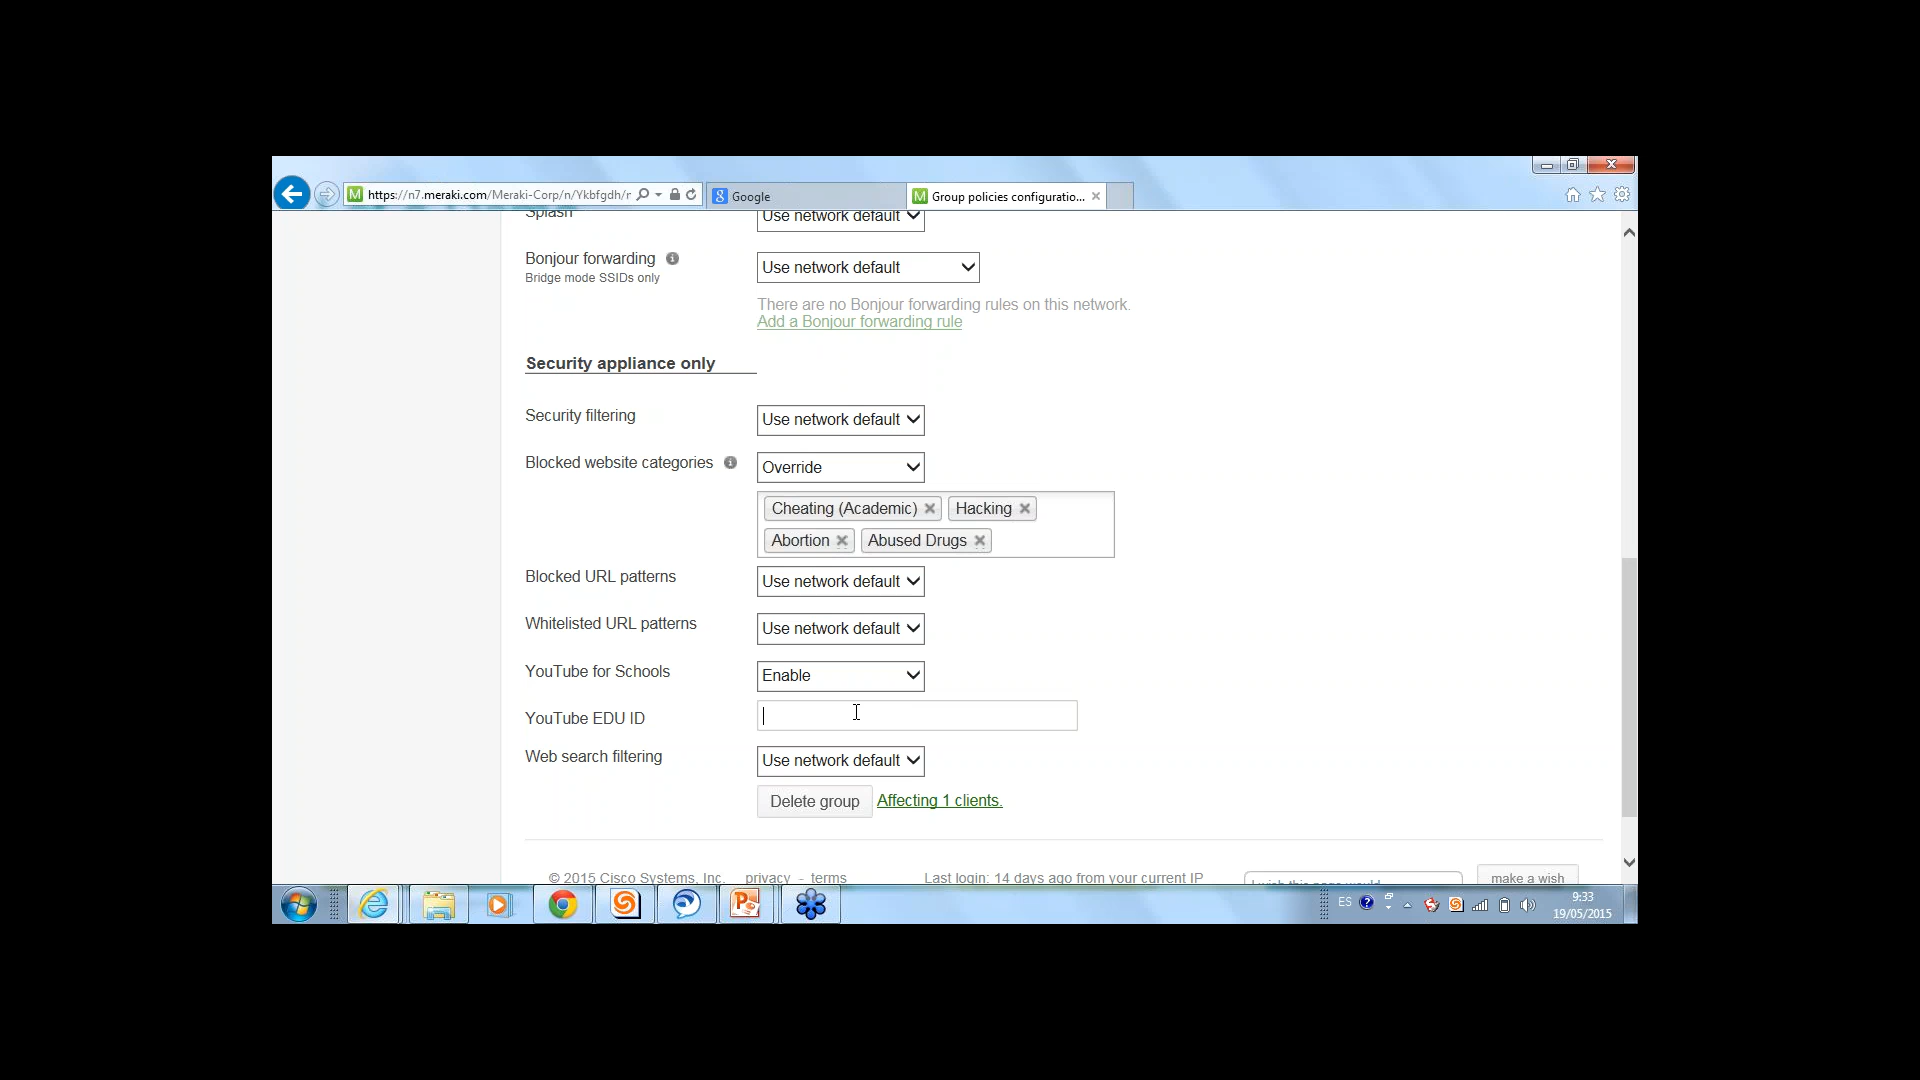 https://n7.meraki.com/Meraki-Corp/n/Ykbfgdh/r
Google
Group policies configuratio...
Splash
Use network default
Bonjour forwarding
Use network default
Bridge mode SSIDs only
There are no Bonjour forwarding rules on this network.
Add a Bonjour forwarding rule
Security appliance only
Security filtering
Use network default
Blocked website categories
Override
Cheating (Academic)
Hacking
Abortion
Abused Drugs
Blocked URL patterns
Use network default
Whitelisted URL patterns
Use network default
YouTube for Schools
Enable
YouTube EDU ID
Web search filtering
Use network default
Delete group
Affecting 1 clients.
© 2015 Cisco Systems, Inc.
privacy - terms
Last login: 14 days ago from your current IP
I wish this page would
make a wish
ES
9:33
19/05/2015